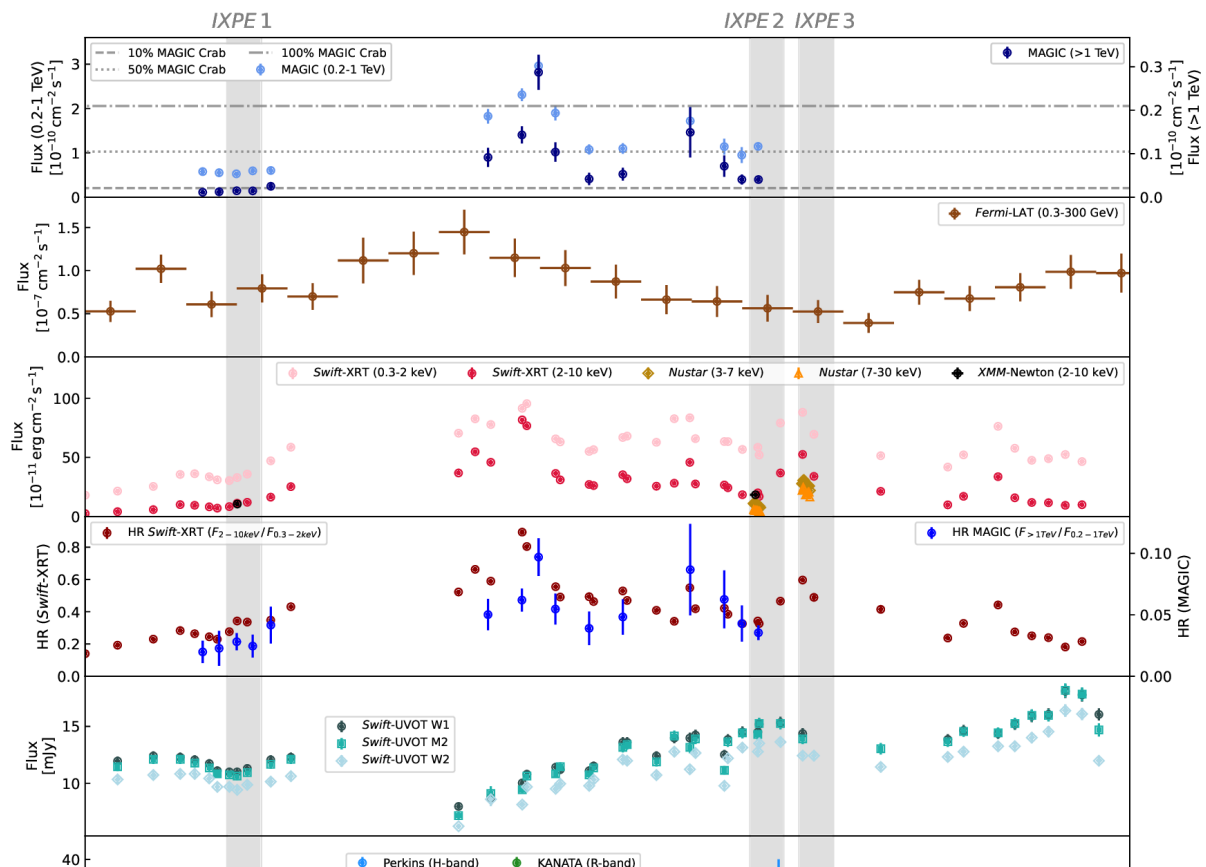 IXPE 1 IXPE 2 IXPE 3
10% MAGIC Crab 100% MAGIC Crab
50% MAGIC Crab MAGIC (0.2-1 TeV)
MAGIC (>1 TeV)
Flux (0.2-1 TeV)
[10⁻¹⁰ cm⁻² s⁻¹]
3
2
1
0
0.3
0.2
0.1
0.0
[10⁻¹⁰ cm⁻² s⁻¹]
Flux (>1 TeV)
Fermi-LAT (0.3-300 GeV)
Flux
[10⁻⁷ cm⁻² s⁻¹]
1.5
1.0
0.5
0.0
Swift-XRT (0.3-2 keV) Swift-XRT (2-10 keV) Nustar (3-7 keV) Nustar (7-30 keV) XMM-Newton (2-10 keV)
Flux
[10⁻¹¹ erg cm⁻² s⁻¹]
100
50
0
HR Swift-XRT (F₂₋₁₀keV/F₀.₃₋₂keV)
HR MAGIC (F>1TeV/F₀.₂₋₁TeV)
HR (Swift-XRT)
0.8
0.6
0.4
0.2
0.0
0.10
0.05
0.00
HR (MAGIC)
Swift-UVOT W1
Swift-UVOT M2
Swift-UVOT W2
Flux
[mJy]
15
10
40
Perkins (H-band) KANATA (R-band)